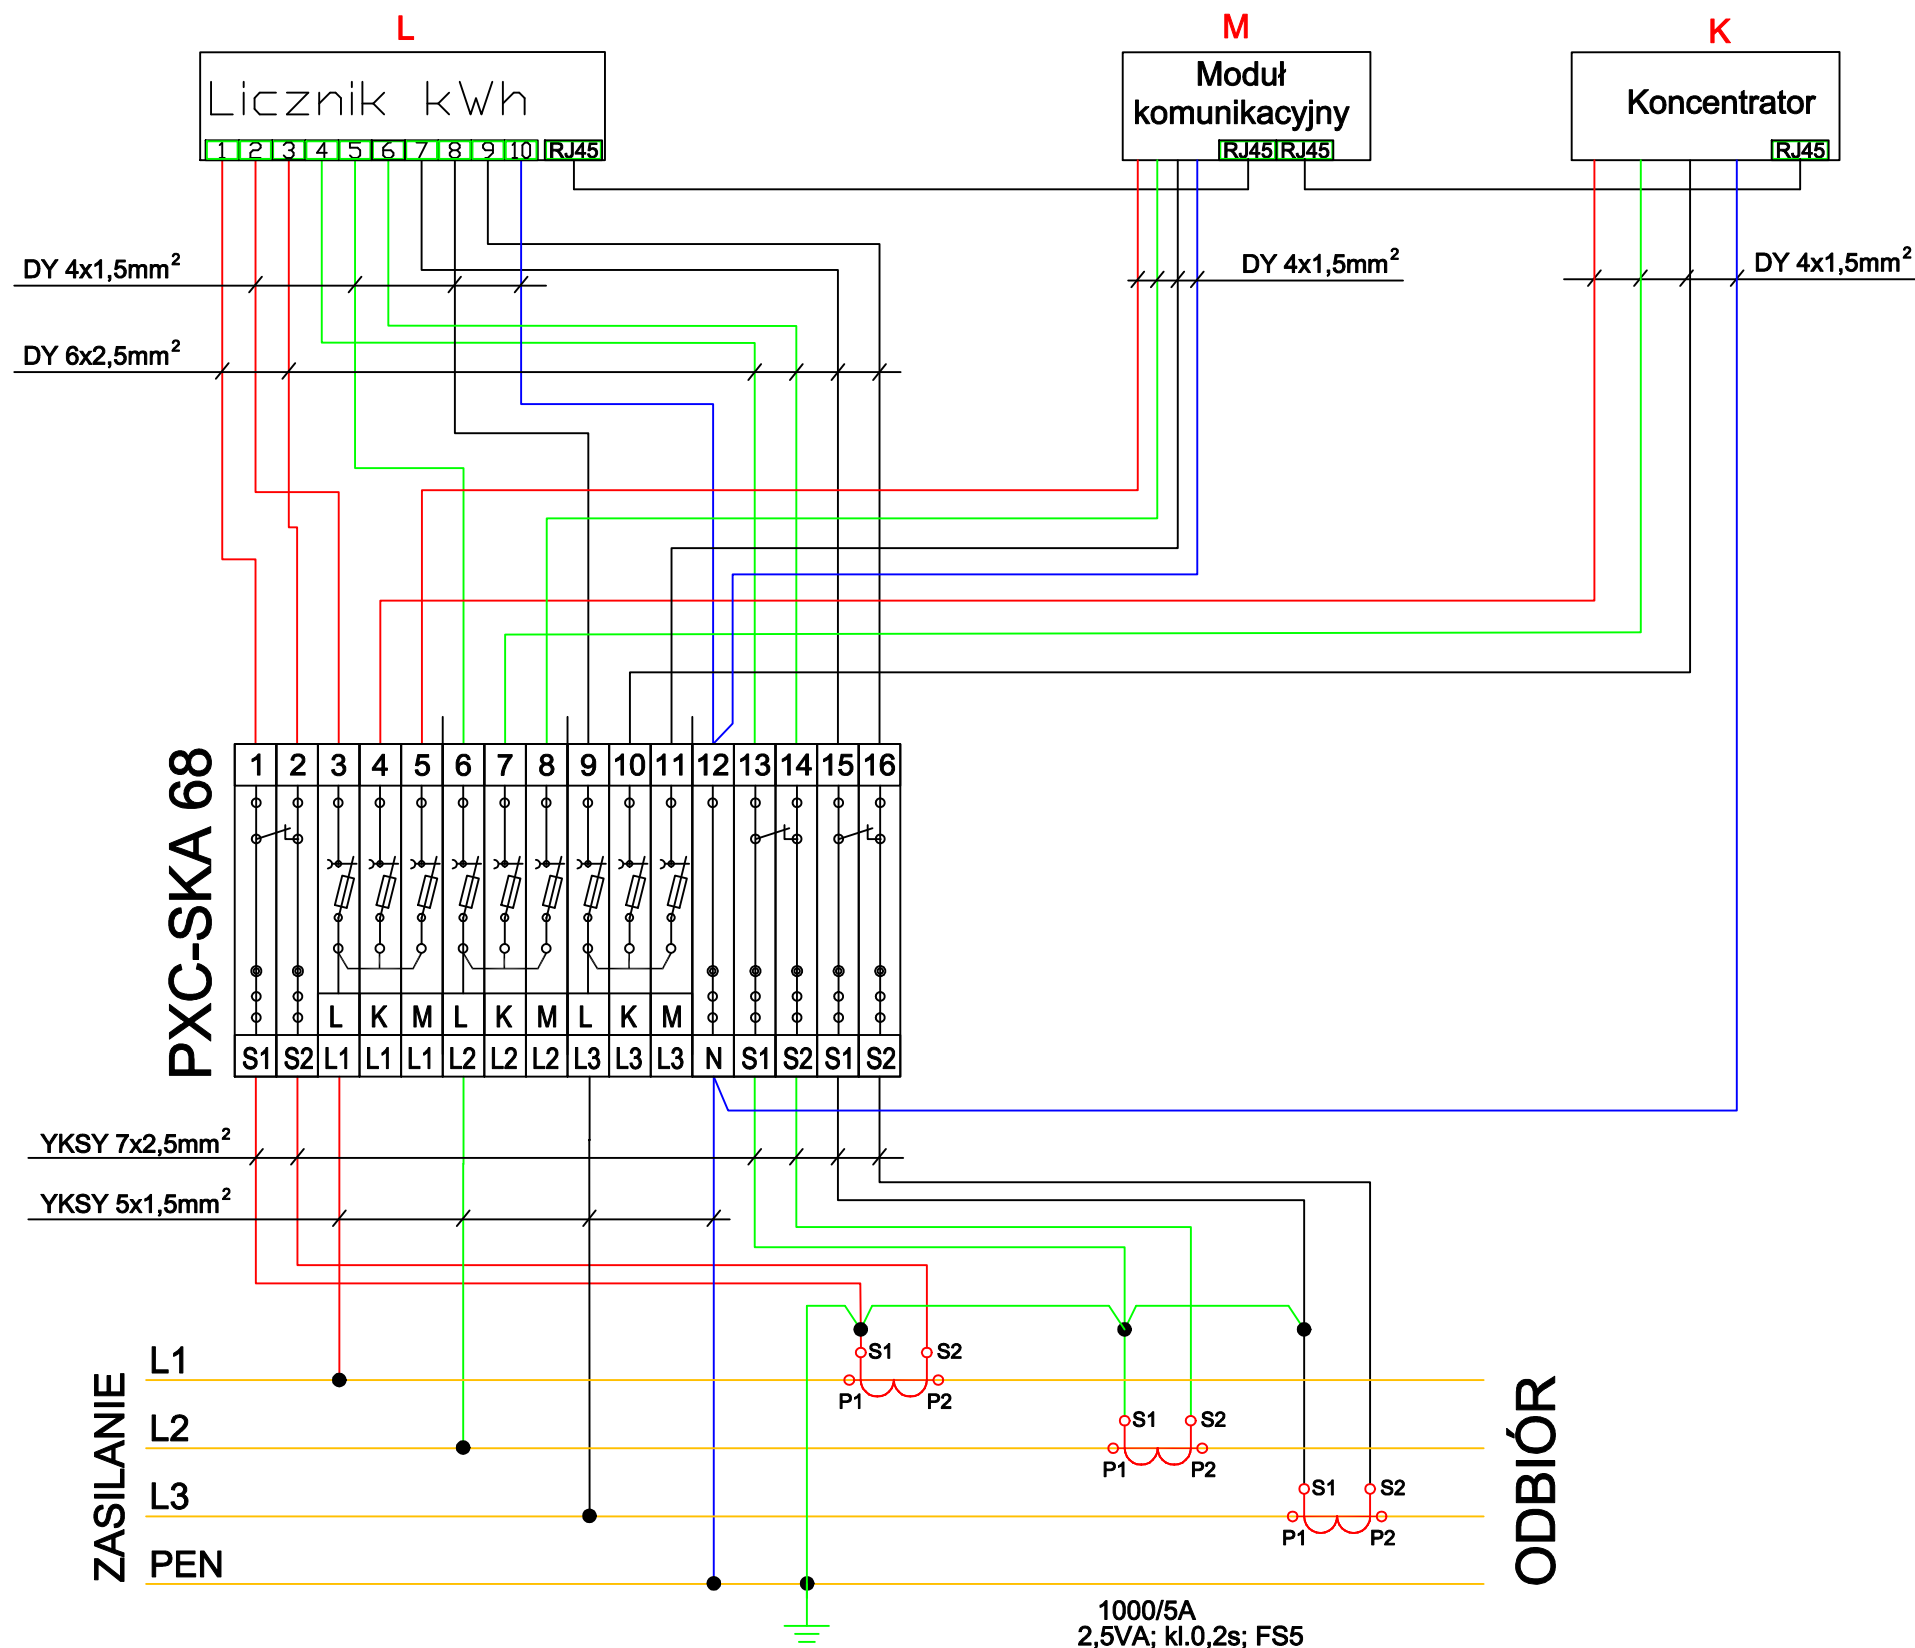 L
M
K
Licznik kWh
Moduł
komunikacyjny
Koncentrator
1 2 3 4 5 6 7 8 9 10 RJ45
RJ45 RJ45
RJ45
DY 4x1,5mm²
DY 4x1,5mm²
DY 4x1,5mm²
DY 6x2,5mm²
PXC-SKA 68
1 2 3 4 5 6 7 8 9 10 11 12 13 14 15 16
L K M L K M L K M
S1 S2 L1 L1 L1 L2 L2 L2 L3 L3 L3 N S1 S2 S1 S2
YKSY 7x2,5mm²
YKSY 5x1,5mm²
ZASILANIE
L1
S1 S2
P1 P2
L2
S1 S2
P1 P2
L3
S1 S2
P1 P2
PEN
ODBIÓR
1000/5A
2,5VA; kl.0,2s; FS5